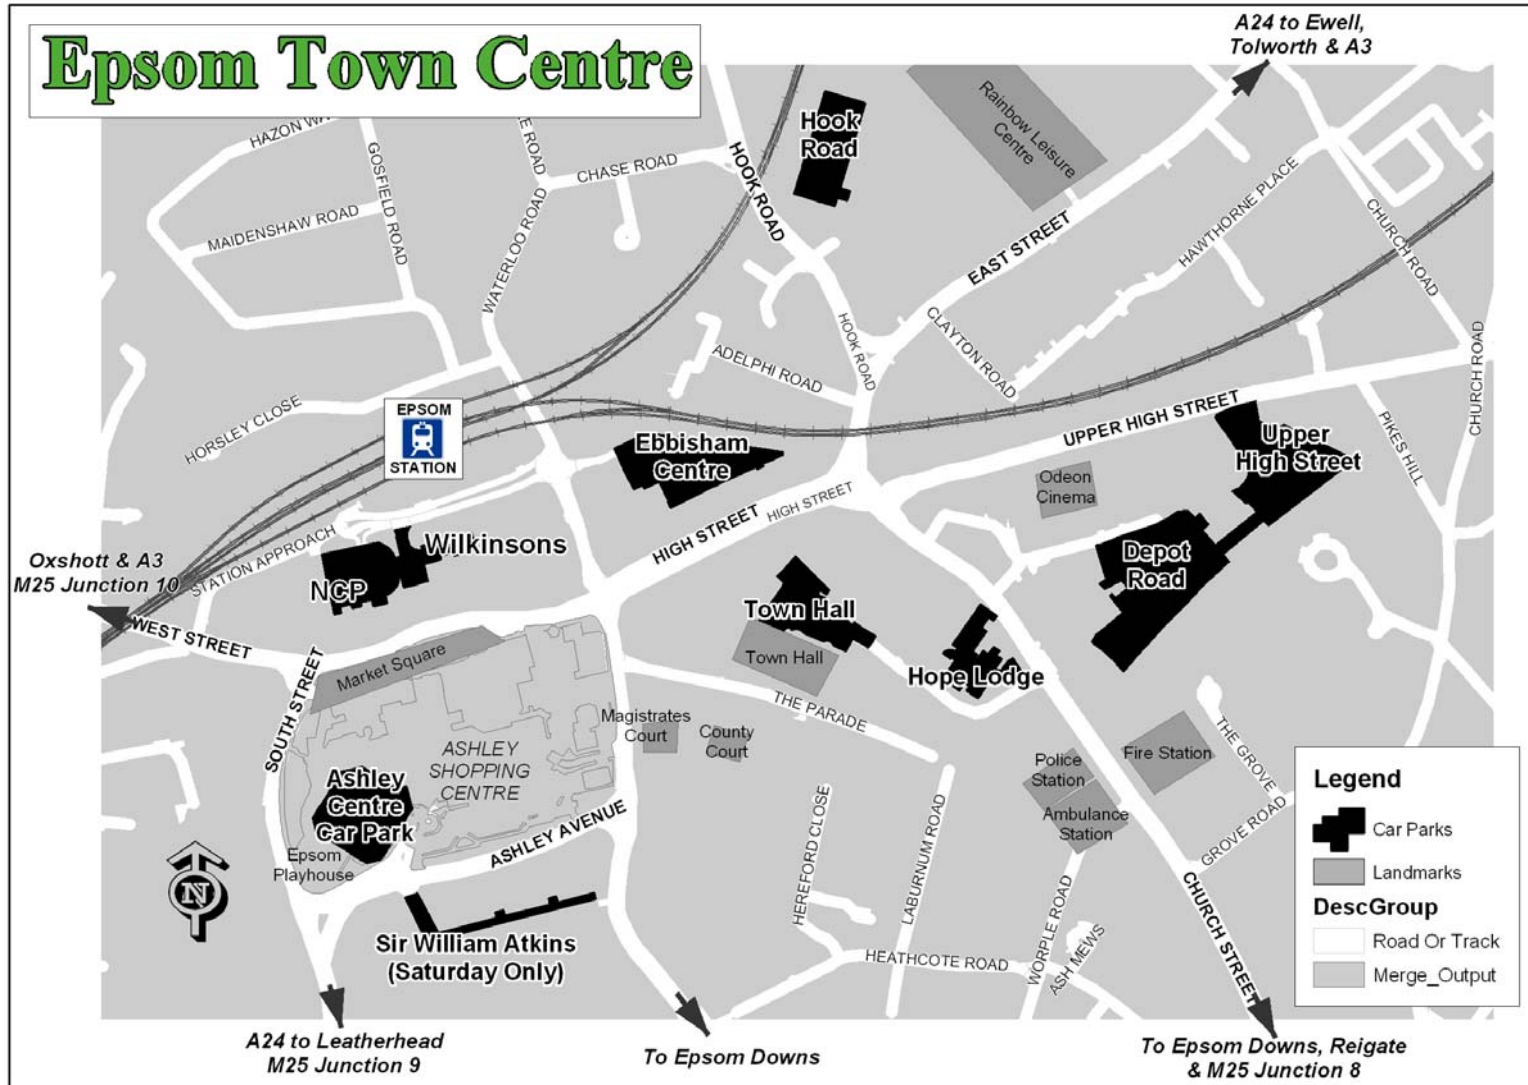 Epsom Town Centre
A24 to Ewell,
Tolworth & A3
HAZON WA
GOSFIELD ROAD
E ROAD
CHASE ROAD
HOOK ROAD
Hook
Road
Rainbow Leisure
Centre
MAIDENSHAW ROAD
WATERLOO ROAD
EAST STREET
HAWTHORNE PLACE
CHURCH ROAD
HOOK ROAD
CLAYTON ROAD
ADELPHI ROAD
CHURCH ROAD
HORSLEY CLOSE
EPSOM
STATION
Ebbisham
Centre
UPPER HIGH STREET
Upper
High Street
PIKES HILL
Odeon
Cinema
HIGH STREET
HIGH STREET
STATION APPROACH
Wilkinsons
NCP
Depot
Road
Oxshott & A3
M25 Junction 10
WEST STREET
Town Hall
Town Hall
Hope Lodge
Market Square
SOUTH STREET
THE PARADE
Magistrates
Court
County
Court
ASHLEY
SHOPPING
CENTRE
Ashley
Centre
Car Park
Police
Station
Fire Station
THE GROVE
Ambulance
Station
GROVE ROAD
Epsom
Playhouse
ASHLEY AVENUE
HEREFORD CLOSE
LABURNUM ROAD
N
Sir William Atkins
(Saturday Only)
HEATHCOTE ROAD
WORPLE ROAD
ASH MEWS
CHURCH STREET
Legend
Car Parks
Landmarks
DescGroup
Road Or Track
Merge_Output
A24 to Leatherhead
M25 Junction 9
To Epsom Downs
To Epsom Downs, Reigate
& M25 Junction 8